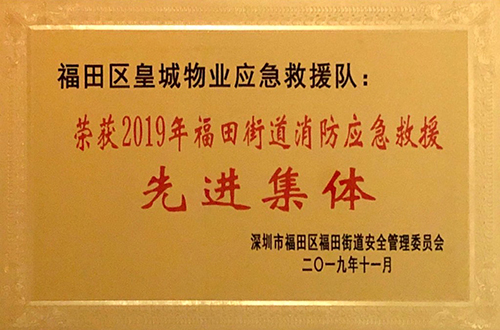 福田区皇城物业应急救援队：
荣获2019年福田街道消防应急救援
先进集体
深圳市福田区福田街道安全管理委员会
二〇一九年十一月